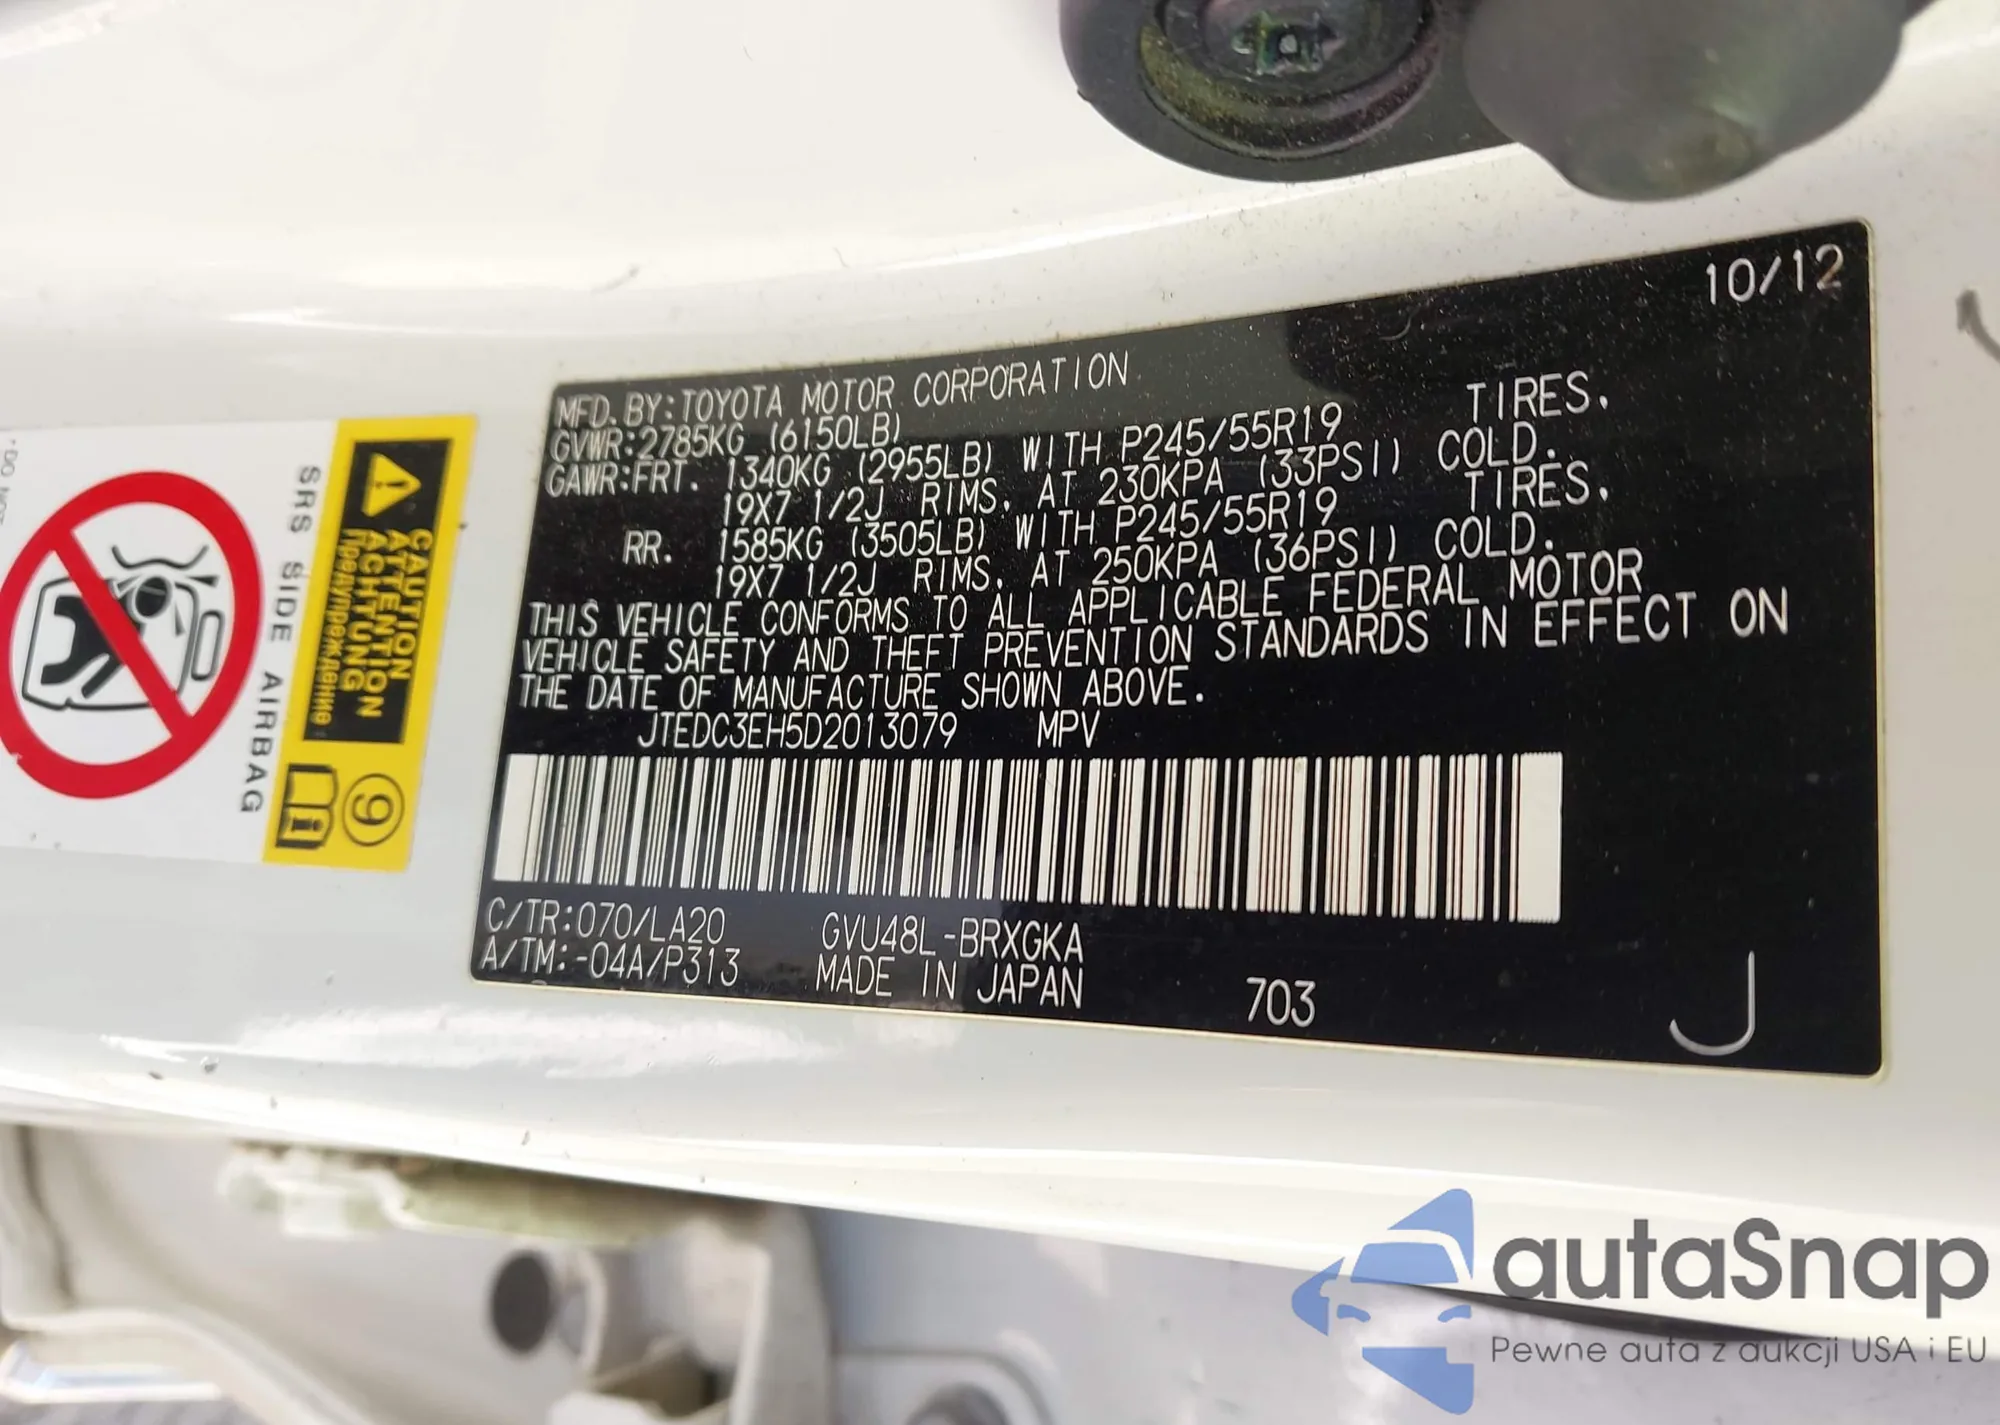 10/12
MFD. BY:TOYOTA MOTOR CORPORATION
GVWR:2785KG (6150LB)
GAWR:FRT. 1340KG (2955LB) WITH P245/55R19 TIRES.
19X7 1/2J RIMS, AT 230KPA (33PSI) COLD.
RR. 1585KG (3505LB) WITH P245/55R19 TIRES.
19X7 1/2J RIMS, AT 250KPA (36PSI) COLD.
THIS VEHICLE CONFORMS TO ALL APPLICABLE FEDERAL MOTOR
VEHICLE SAFETY AND THEFT PREVENTION STANDARDS IN EFFECT ON
THE DATE OF MANUFACTURE SHOWN ABOVE.
JTEDC3EH5D2013079 MPV
C/TR:070/LA20 GVU48L-BRXGKA
A/TM:-04A/P313 MADE IN JAPAN
703
J
CAUTION
ATTENTION
ACHTUNG
Предупреждение
SRS SIDE AIRBAG
9
DO NOT
autaSnap
Pewne auta z aukcji USA i EU